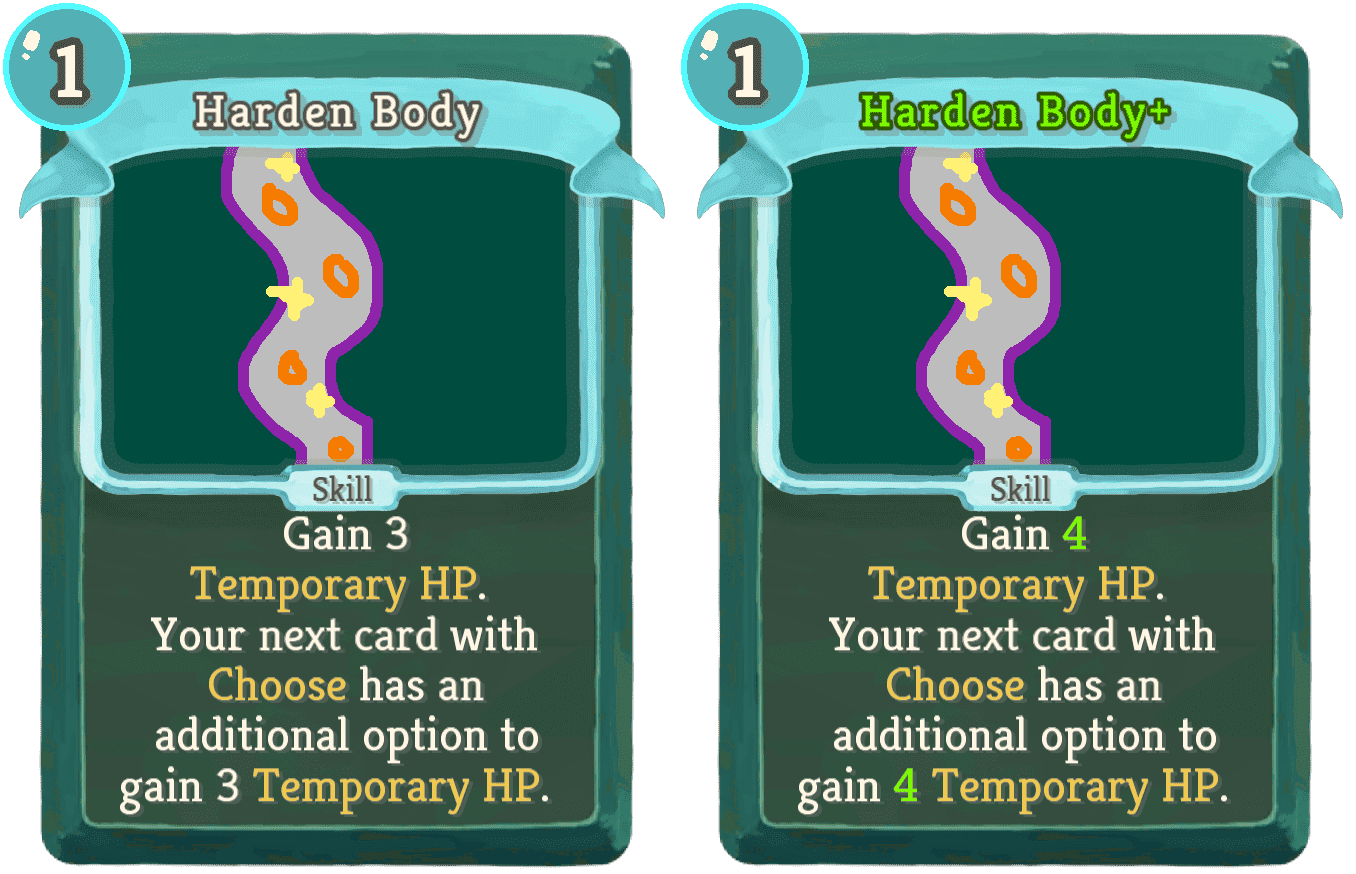 1
Harden Body
Skill
Gain 3
Temporary HP.
Your next card with
Choose has an
additional option to
gain 3 Temporary HP.
1
Harden Body+
Skill
Gain 4
Temporary HP.
Your next card with
Choose has an
additional option to
gain 4 Temporary HP.